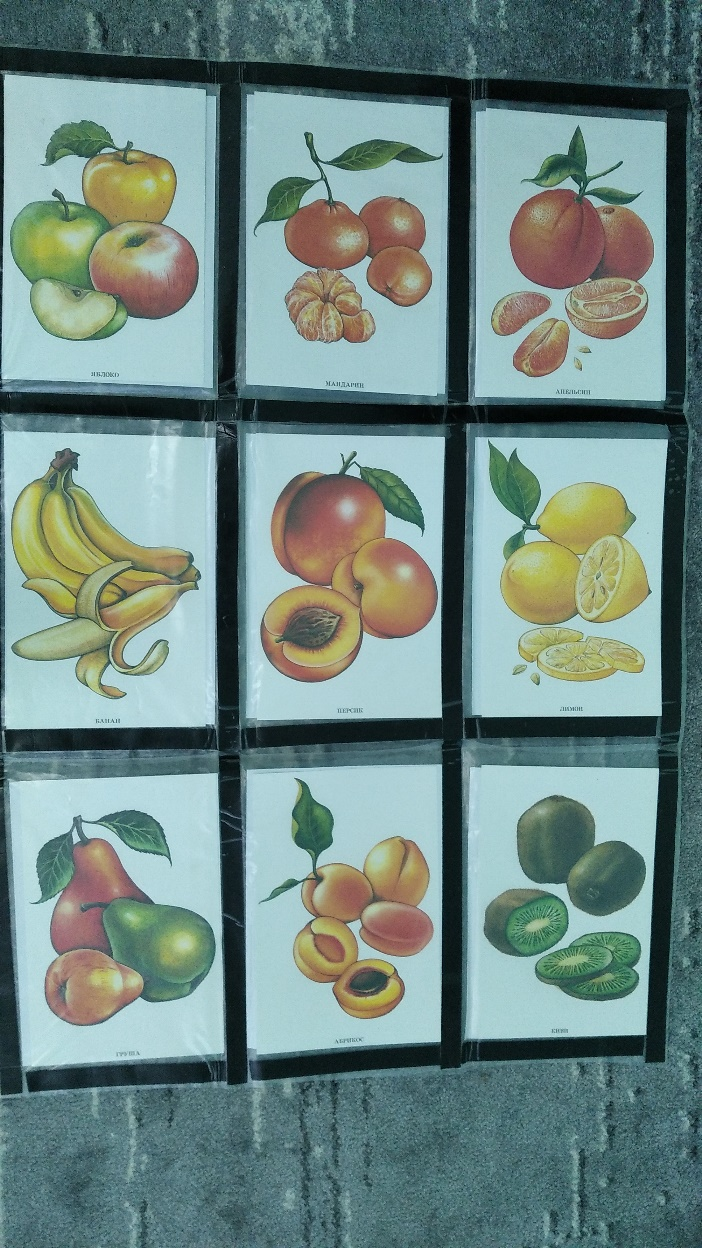 ЯБЛОКО
МАНДАРИН
АПЕЛЬСИН
БАНАН
ПЕРСИК
ЛИМОН
ГРУША
АБРИКОС
КИВИ